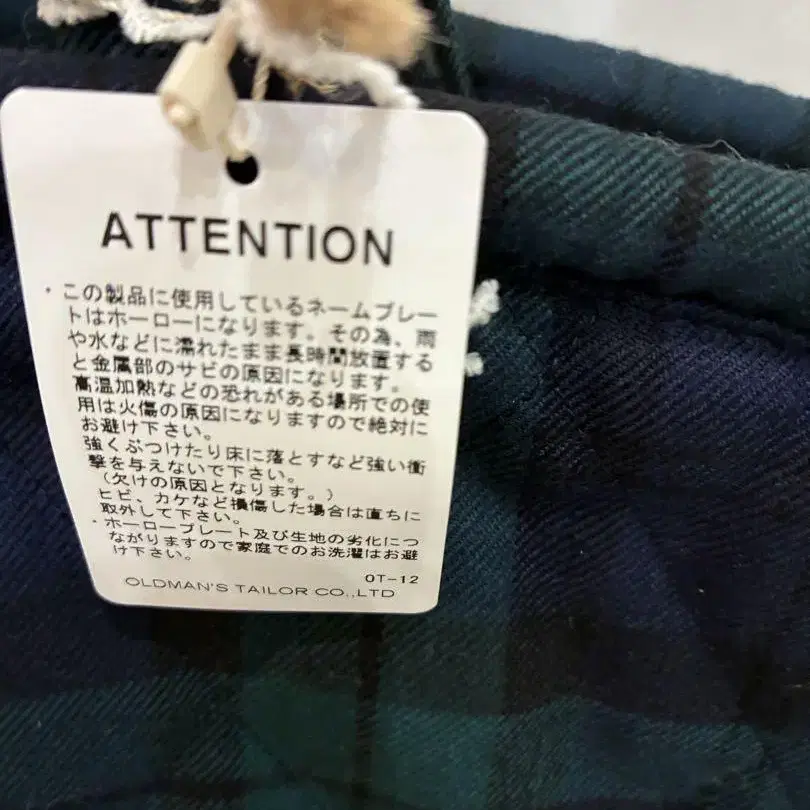 ATTENTION
・この製品に使用しているネームプレー
トはホーローになります。その為、雨
や水などに濡れたまま長時間放置する
と金属部のサビの原因になります。
高温加熱などの恐れがある場所での使
用は火傷の原因になりますので絶対に
お避け下さい。
強くぶつけたり床に落とすなど強い衝
撃を与えないで下さい。
（欠けの原因となります。）
ヒビ、カケなど損傷した場合は直ちに
取外して下さい。
・ホーロープレート及び生地の劣化につ
ながりますので家庭でのお洗濯はお避
け下さい。
OT-12
OLDMAN'S TAILOR CO.,LTD